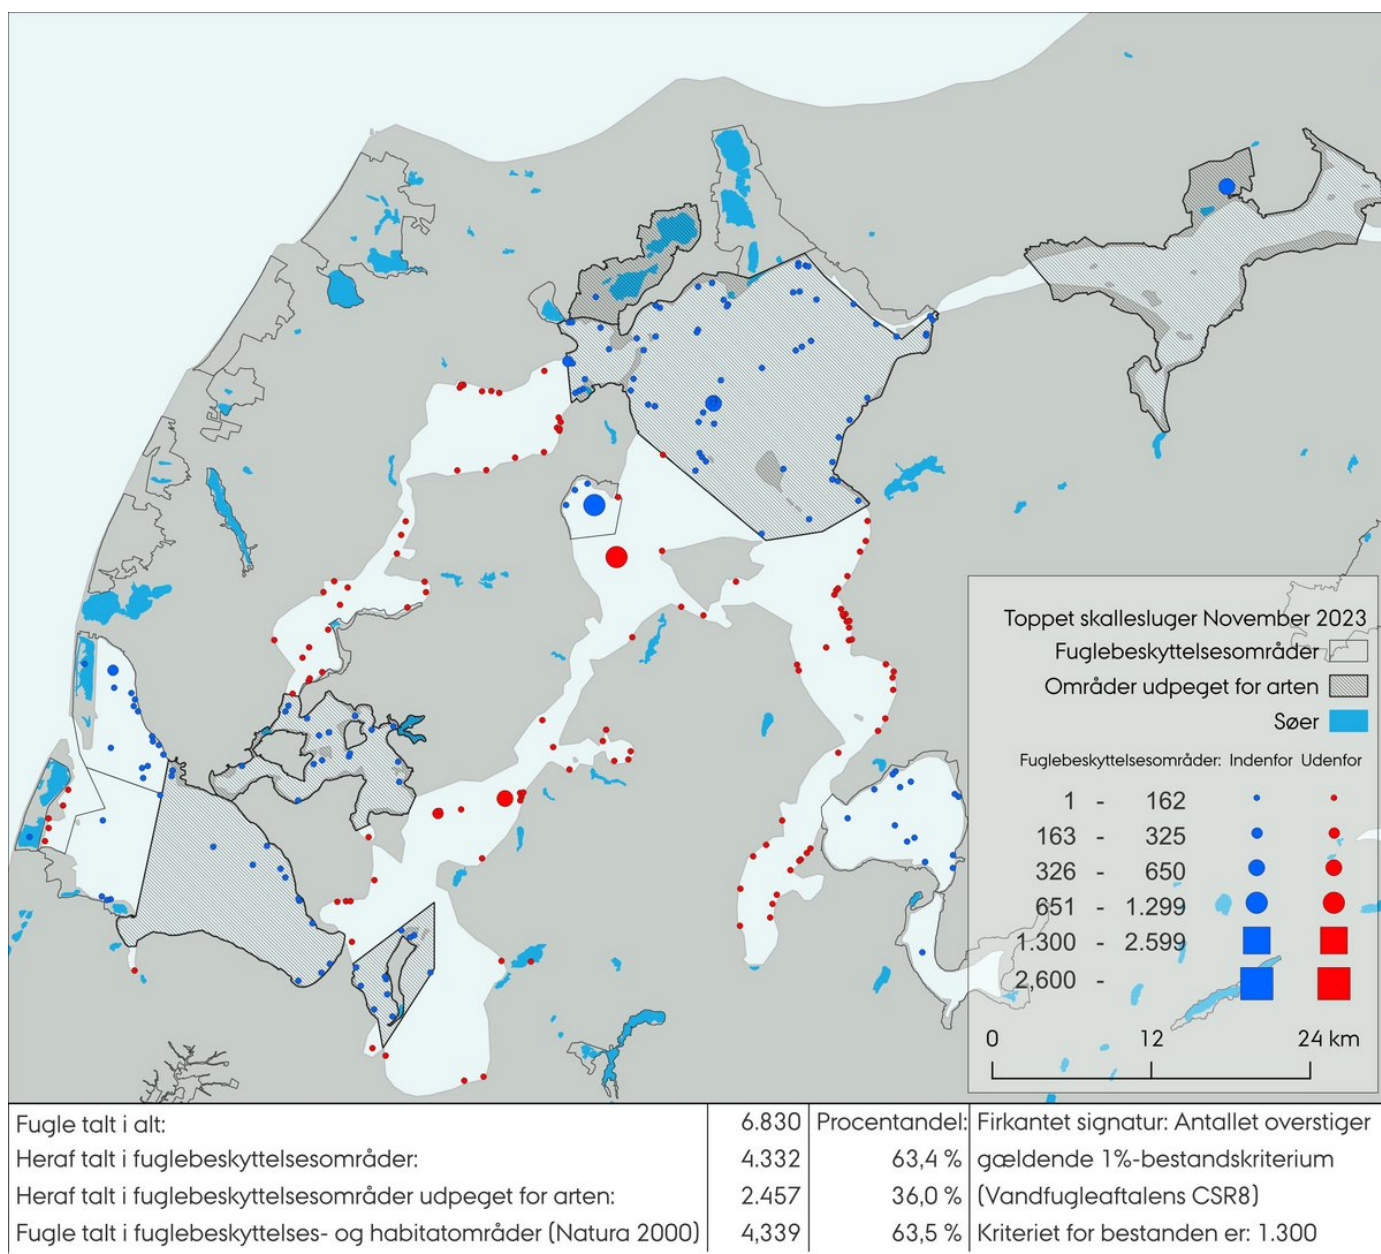 Toppet skallesluger November 2023
Fuglebeskyttelsesområder
Områder udpeget for arten
Søer
Fuglebeskyttelsesområder: Indenfor Udenfor
1 - 162
163 - 325
326 - 650
651 - 1.299
1.300 - 2.599
2,600 -
0 12 24 km
Fugle talt i alt: 6.830 Procentandel: Firkantet signatur: Antallet overstiger
Heraf talt i fuglebeskyttelsesområder: 4.332 63,4 % gældende 1%-bestandskriterium
Heraf talt i fuglebeskyttelsesområder udpeget for arten: 2.457 36,0 % (Vandfugleaftalens CSR8)
Fugle talt i fuglebeskyttelses- og habitatområder (Natura 2000) 4,339 63,5 % Kriteriet for bestanden er: 1.300